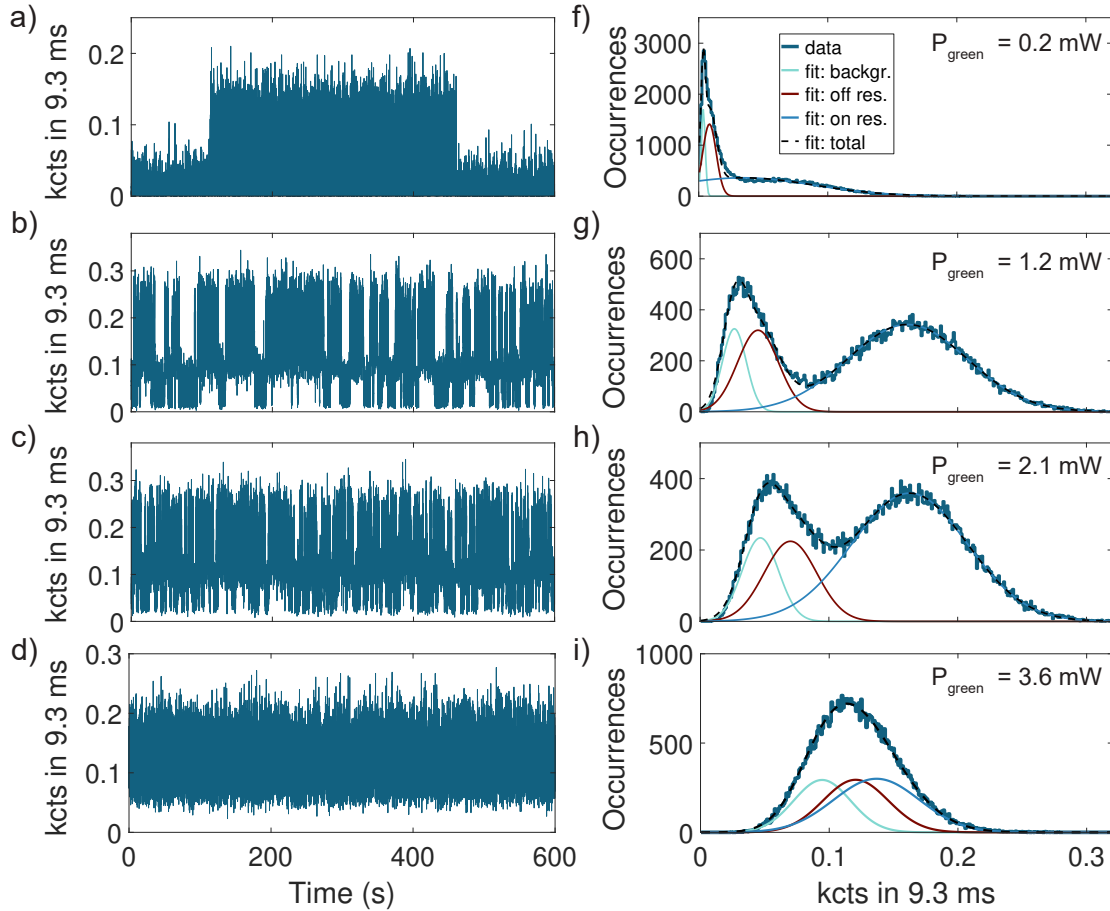 a)
kcts in 9.3 ms
0.2
0.1
0
b)
kcts in 9.3 ms
0.3
0.2
0.1
0
c)
kcts in 9.3 ms
0.3
0.2
0.1
0
d)
kcts in 9.3 ms
0.3
0.2
0.1
0
0 200 400 600
Time (s)
f)
Occurrences
3000
2000
1000
0
data
fit: backgr.
fit: off res.
fit: on res.
fit: total
P green = 0.2 mW
g)
Occurrences
600
400
200
0
P green = 1.2 mW
h)
Occurrences
400
200
0
P green = 2.1 mW
i)
Occurrences
1000
500
0
P green = 3.6 mW
0 0.1 0.2 0.3
kcts in 9.3 ms